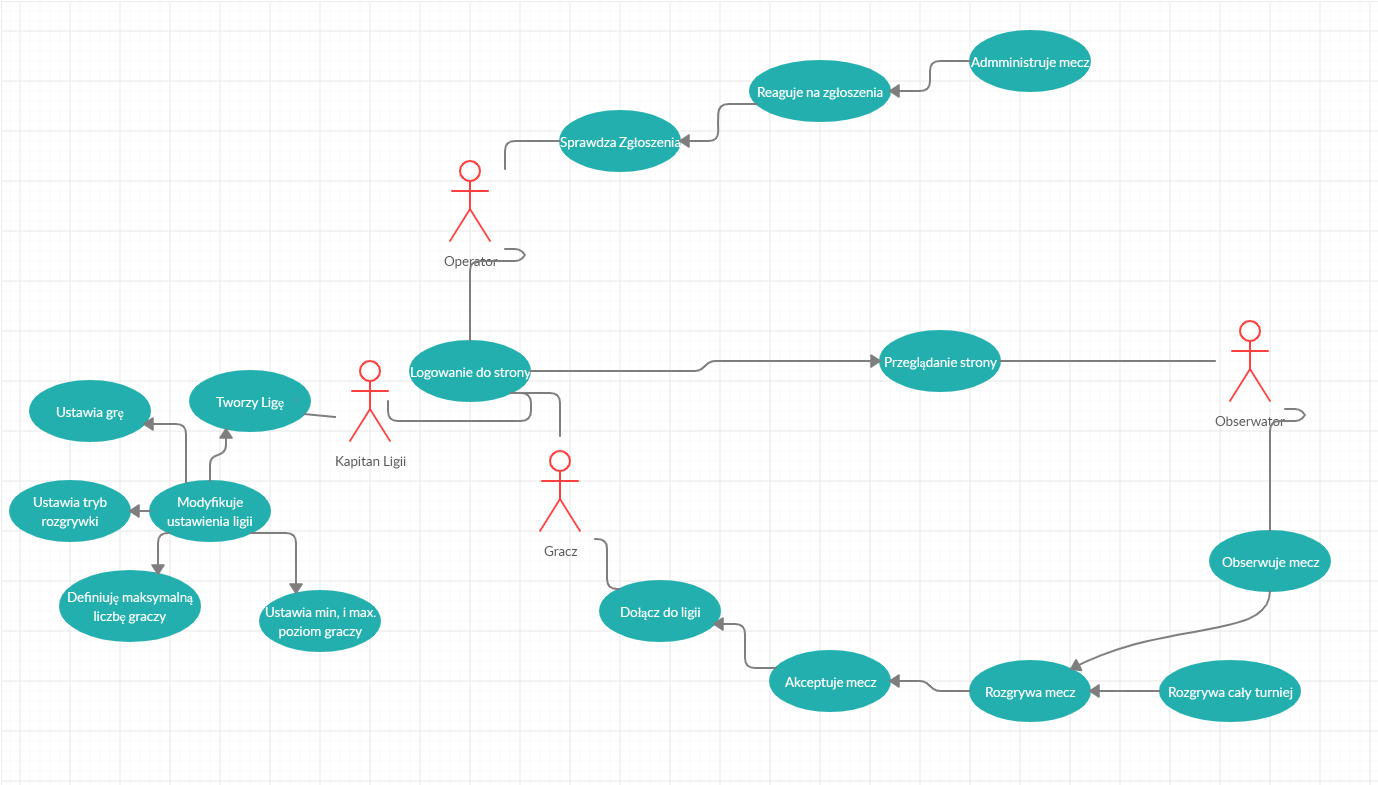 Admministruje mecz
Reaguje na zgłoszenia
Sprawdza Zgłoszenia
Operator
Logowanie do strony
Przeglądanie strony
Obserwator
Tworzy Ligę
Ustawia grę
Kapitan Ligii
Modyfikuje
ustawienia ligii
Ustawia tryb
rozgrywki
Gracz
Obserwuje mecz
Definiuję maksymalną
liczbę graczy
Ustawia min, i max.
poziom graczy
Dołącz do ligii
Akceptuje mecz
Rozgrywa mecz
Rozgrywa cały turniej